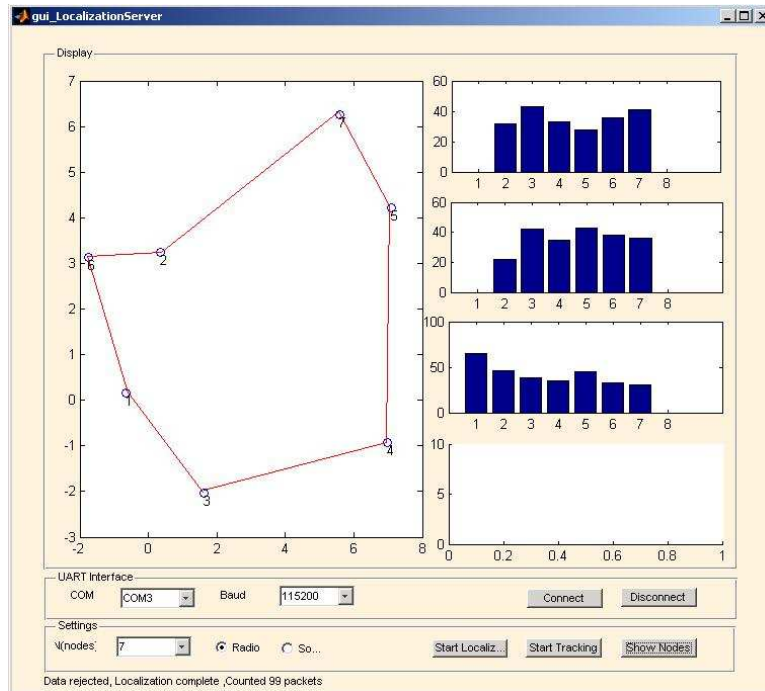 gui_LocalizationServer
Display
7
6
5
4
3
2
1
0
-1
-2
-3
-2 0 2 4 6 8
7
5
2
6
1
4
3
60
40
20
0
1 2 3 4 5 6 7 8
60
40
20
0
1 2 3 4 5 6 7 8
100
50
0
1 2 3 4 5 6 7 8
10
5
0
0 0.2 0.4 0.6 0.8 1
UART Interface
COM COM3 Baud 115200 Connect Disconnect
Settings
N(nodes) 7 Radio So... Start Localiz... Start Tracking Show Nodes
Data rejected, Localization complete ,Counted 99 packets